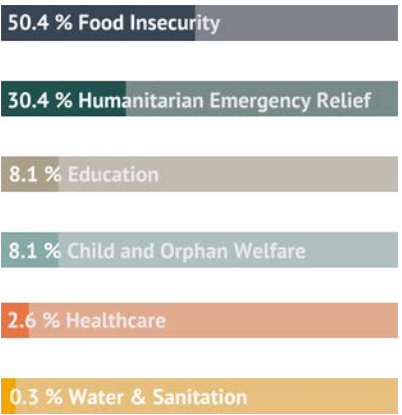 50.4 % Food Insecurity
30.4 % Humanitarian Emergency Relief
8.1 % Education
8.1 % Child and Orphan Welfare
2.6 % Healthcare
0.3 % Water & Sanitation